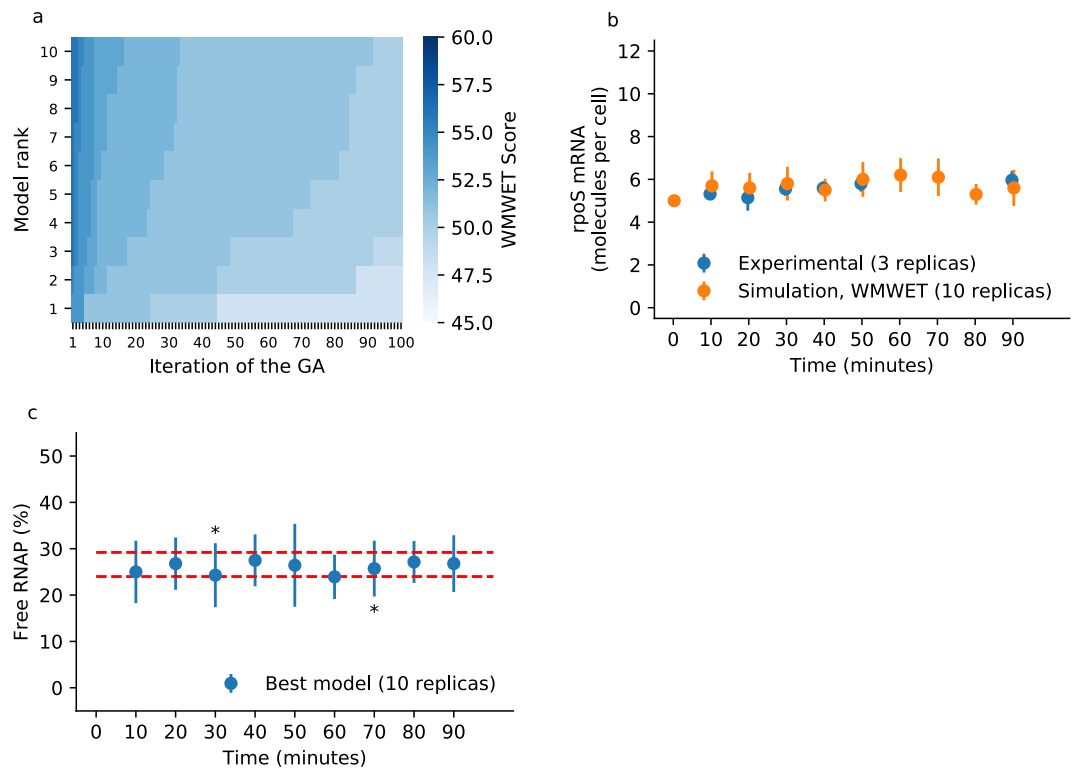 a
10
9
8
7
6
5
4
3
2
1
Model rank
1 10 20 30 40 50 60 70 80 90 100
Iteration of the GA
60.0
57.5
55.0
52.5
50.0
47.5
45.0
WMWET Score
b
12
10
8
6
4
2
0
rpoS mRNA
(molecules per cell)
Experimental (3 replicas)
Simulation, WMWET (10 replicas)
0 10 20 30 40 50 60 70 80 90
Time (minutes)
c
50
40
30
20
10
0
Free RNAP (%)
*
*
Best model (10 replicas)
0 10 20 30 40 50 60 70 80 90
Time (minutes)